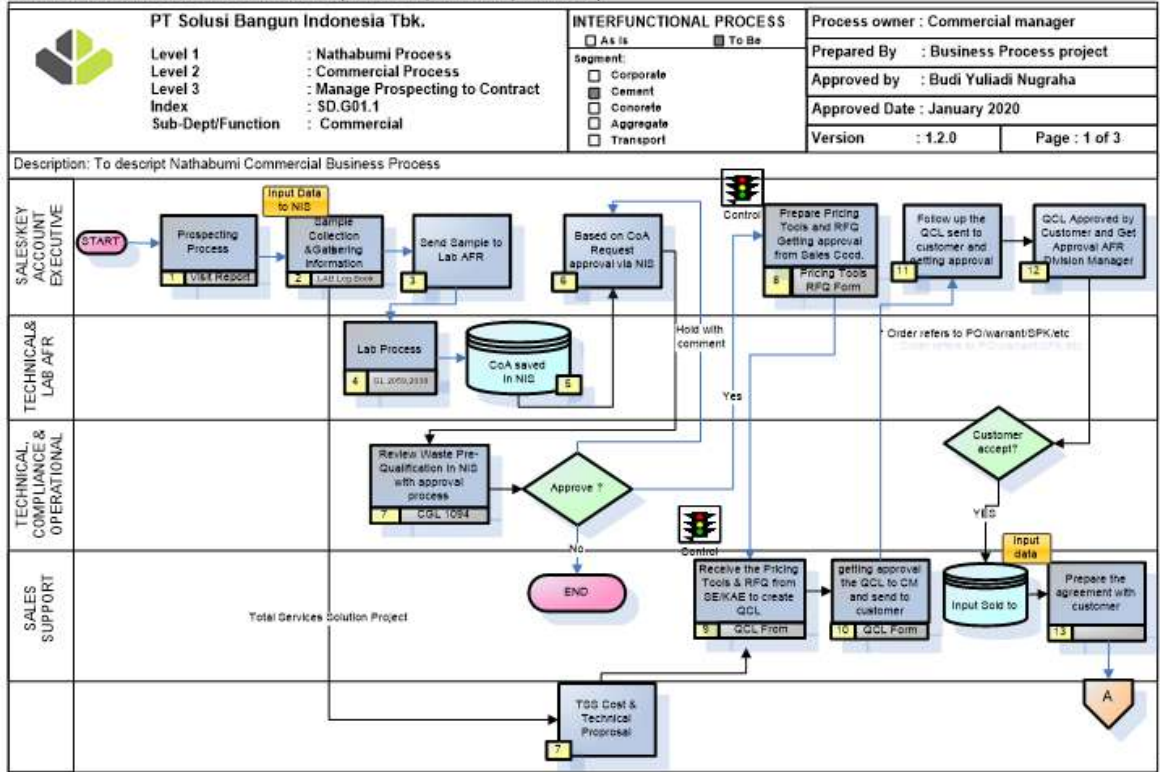 PT Solusi Bangun Indonesia Tbk.
Level 1 : Nathabumi Process
Level 2 : Commercial Process
Level 3 : Manage Prospecting to Contract
Index : SD.G01.1
Sub-Dept/Function : Commercial
INTERFUNCTIONAL PROCESS
As Is To Be
Segment:
Corporate
Cement
Concrete
Aggregate
Transport
Process owner : Commercial manager
Prepared By : Business Process project
Approved by : Budi Yuliadi Nugraha
Approved Date : January 2020
Version : 1.2.0 Page : 1 of 3
Description: To descript Nathabumi Commercial Business Process
SALES/KEY
ACCOUNT
EXECUTIVE
START
Prospecting
Process
1 Visit Report
Input Data
to NIS
Sample
Collection
&Gatsering
Information
2 LAB Log Book
Send Sample to
Lab AFR
3
Based on CoA
Request
approval via NIS
6
Control
Prepare Pricing
Tools and RFQ
Getting approval
from Sales Cood.
8 Pricing Tools
RFQ Form
Follow up the
QCL sent to
customer and
getting approval
11
QCL Approved by
Customer and Get
Approval AFR
Division Manager
12
TECHNICAL&
LAB AFR
Lab Process
4
CoA saved
in NIS
5
Hold with
comment
Yes
* Order refers to PO/warrant/SPK/etc
Order refers to PO/warrant/SPK/etc
TECHNICAL,
COMPLIANCE &
OPERATIONAL
Review Waste Pre-
Qualification in NIS
with approval
process
7 CGL 1094
Approve ?
No
Customer
accept?
YES
SALES
SUPPORT
END
Total Services Solution Project
Control
Receive the Pricing
Tools & RFQ from
SE/KAE to create
QCL
9 QCL From
getting approval
the QCL to CM
and send to
customer
10 QCL Form
Input Sold to
Input
data
Prepare the
agreement with
customer
13
TSS Cost &
Technical
Proprosal
7
A